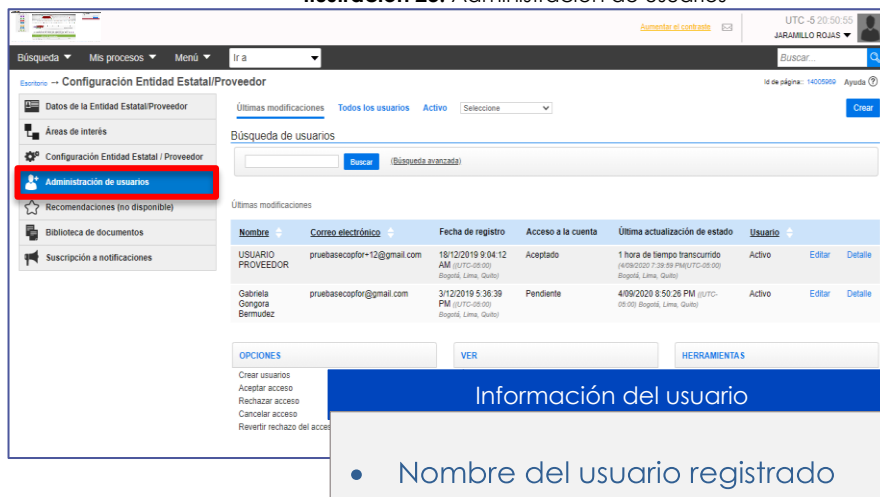 Ilustración 23. Administración de Usuarios
Aumentar el contraste
UTC -5 20:50:55
JARAMILLO ROJAS
Búsqueda Mis procesos Menú Ir a Buscar...
Escritorio → Configuración Entidad Estatal/Proveedor
Id de página:: 14005969 Ayuda
Datos de la Entidad Estatal/Proveedor
Áreas de interés
Configuración Entidad Estatal / Proveedor
Administración de usuarios
Recomendaciones (no disponible)
Biblioteca de documentos
Suscripción a notificaciones
Últimas modificaciones Todos los usuarios Activo Seleccione Crear
Búsqueda de usuarios
Buscar (Búsqueda avanzada)
Últimas modificaciones
Nombre Correo electrónico Fecha de registro Acceso a la cuenta Última actualización de estado Usuario
USUARIO pruebasecopfor+12@gmail.com 18/12/2019 9:04:12 Aceptado 1 hora de tiempo transcurrido Activo Editar Detalle
PROVEEDOR AM ((UTC-05:00) (4/09/2020 7:39:59 PM(UTC-05:00)
Bogotá, Lima, Quito) Bogotá, Lima, Quito)
Gabriela pruebasecopfor@gmail.com 3/12/2019 5:36:39 Pendiente 4/09/2020 8:50:26 PM ((UTC- Activo Editar Detalle
Gongora PM ((UTC-05:00) 05:00) Bogotá, Lima, Quito)
Bermudez Bogotá, Lima, Quito)
OPCIONES VER HERRAMIENTAS
Crear usuarios
Aceptar acceso
Rechazar acceso
Cancelar acceso
Revertir rechazo del acces
Información del usuario
• Nombre del usuario registrado